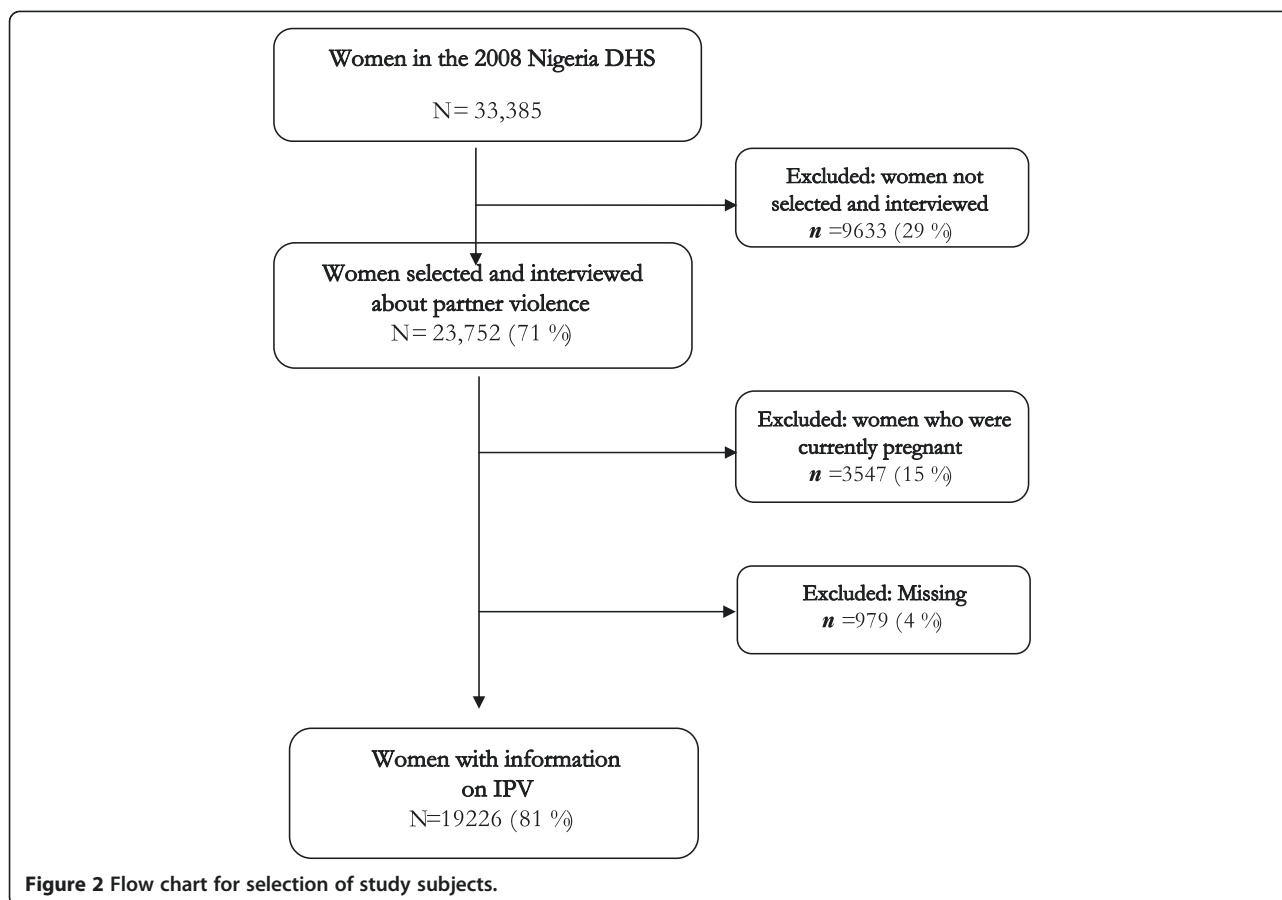 Women in the 2008 Nigeria DHS
N= 33,385
Excluded: women not
selected and interviewed
n =9633 (29 %)
Women selected and interviewed
about partner violence
N= 23,752 (71 %)
Excluded: women who were
currently pregnant
n =3547 (15 %)
Excluded: Missing
n =979 (4 %)
Women with information
on IPV
N=19226 (81 %)
Figure 2 Flow chart for selection of study subjects.